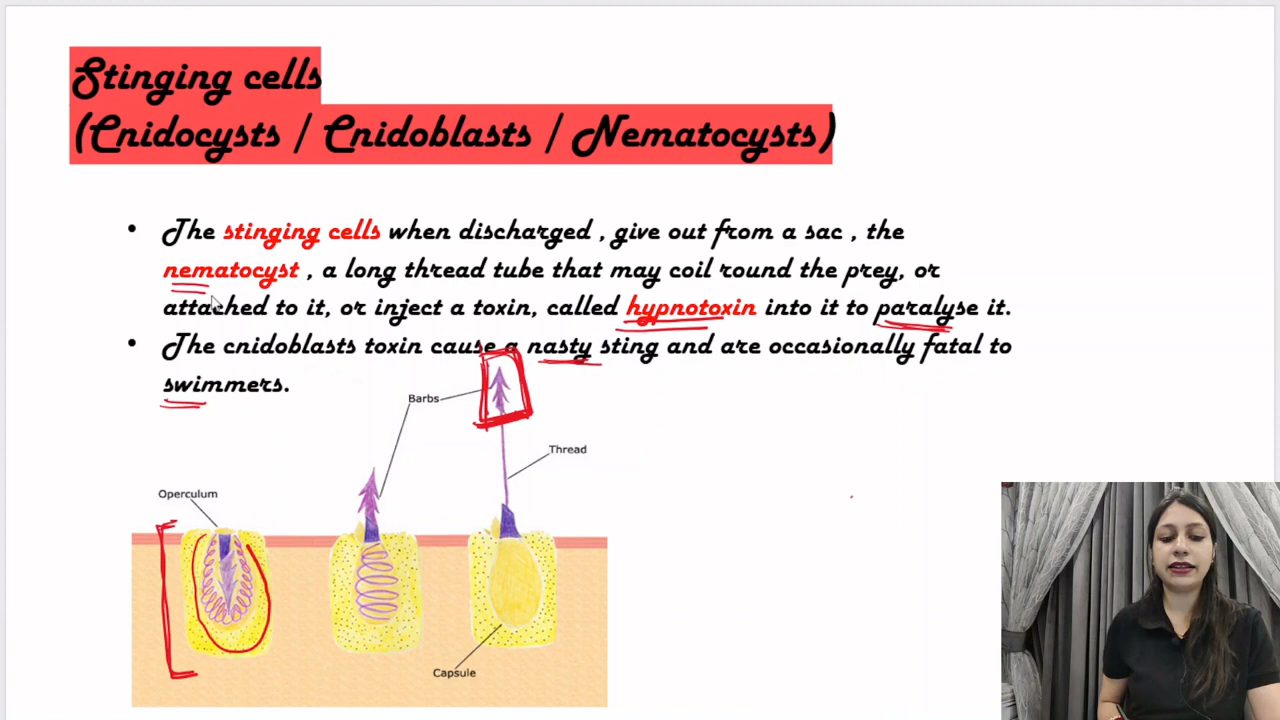 Stinging cells
(Cnidocysts / Cnidoblasts / Nematocysts)
• The stinging cells when discharged , give out from a sac , the
nematocyst , a long thread tube that may coil round the prey, or
attached to it, or inject a toxin, called hypnotoxin into it to paralyse it.
• The cnidoblasts toxin cause a nasty sting and are occasionally fatal to
swimmers.
Barbs
Thread
Operculum
Capsule